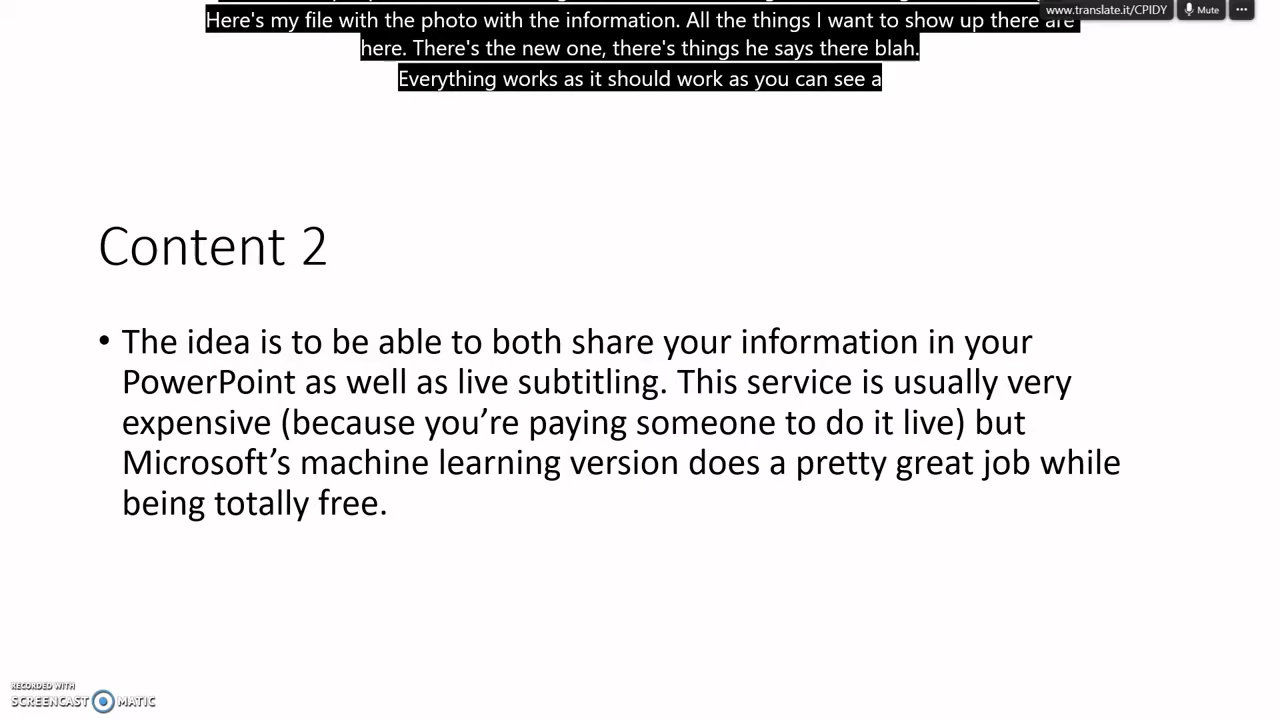 www.translate.it/CPIDY Mute
Here's my file with the photo with the information. All the things I want to show up there are
here. There's the new one, there's things he says there blah.
Everything works as it should work as you can see a
Content 2
• The idea is to be able to both share your information in your
PowerPoint as well as live subtitling. This service is usually very
expensive (because you're paying someone to do it live) but
Microsoft's machine learning version does a pretty great job while
being totally free.
RECORDED WITH
SCREENCAST MATIC